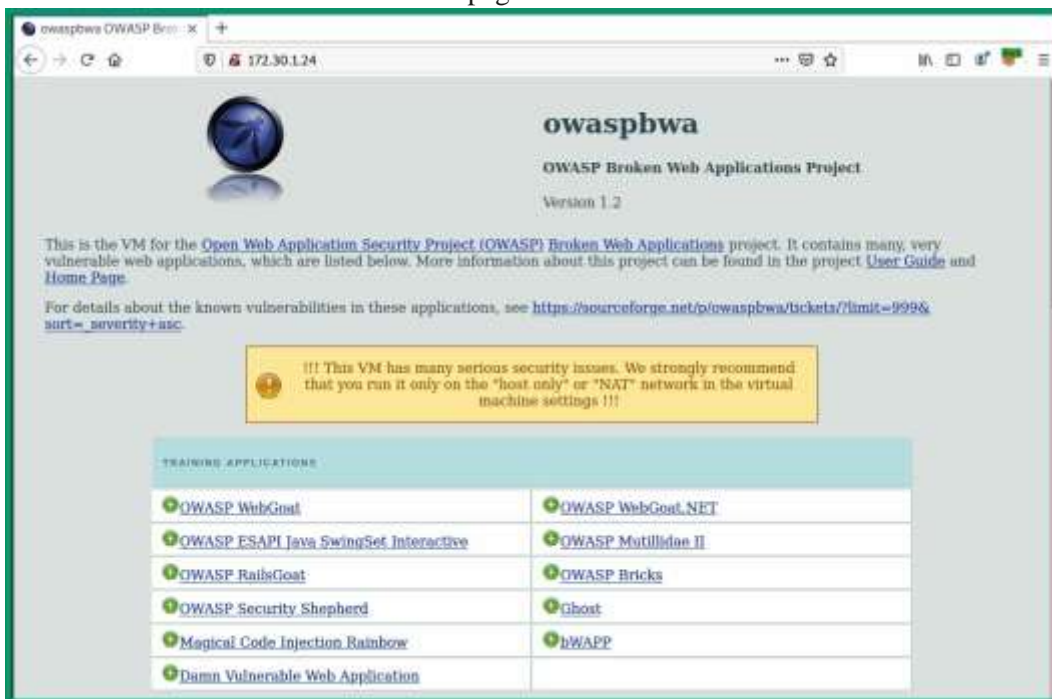 page
owaspbwa OWASP Bro
172.30.1.24
owaspbwa
OWASP Broken Web Applications Project
Version 1.2
This is the VM for the Open Web Application Security Project (OWASP) Broken Web Applications project. It contains many, very
vulnerable web applications, which are listed below. More information about this project can be found in the project User Guide and
Home Page.
For details about the known vulnerabilities in these applications, see https://sourceforge.net/p/owaspbwa/tickets/?limit=999&
sort=_severity+asc.
!!! This VM has many serious security issues. We strongly recommend
that you run it only on the "host only" or "NAT" network in the virtual
machine settings !!!
TRAINING APPLICATIONS
OWASP WebGoat
OWASP WebGoat.NET
OWASP ESAPI Java SwingSet Interactive
OWASP Mutillidae II
OWASP RailsGoat
OWASP Bricks
OWASP Security Shepherd
Ghost
Magical Code Injection Rainbow
bWAPP
Damn Vulnerable Web Application